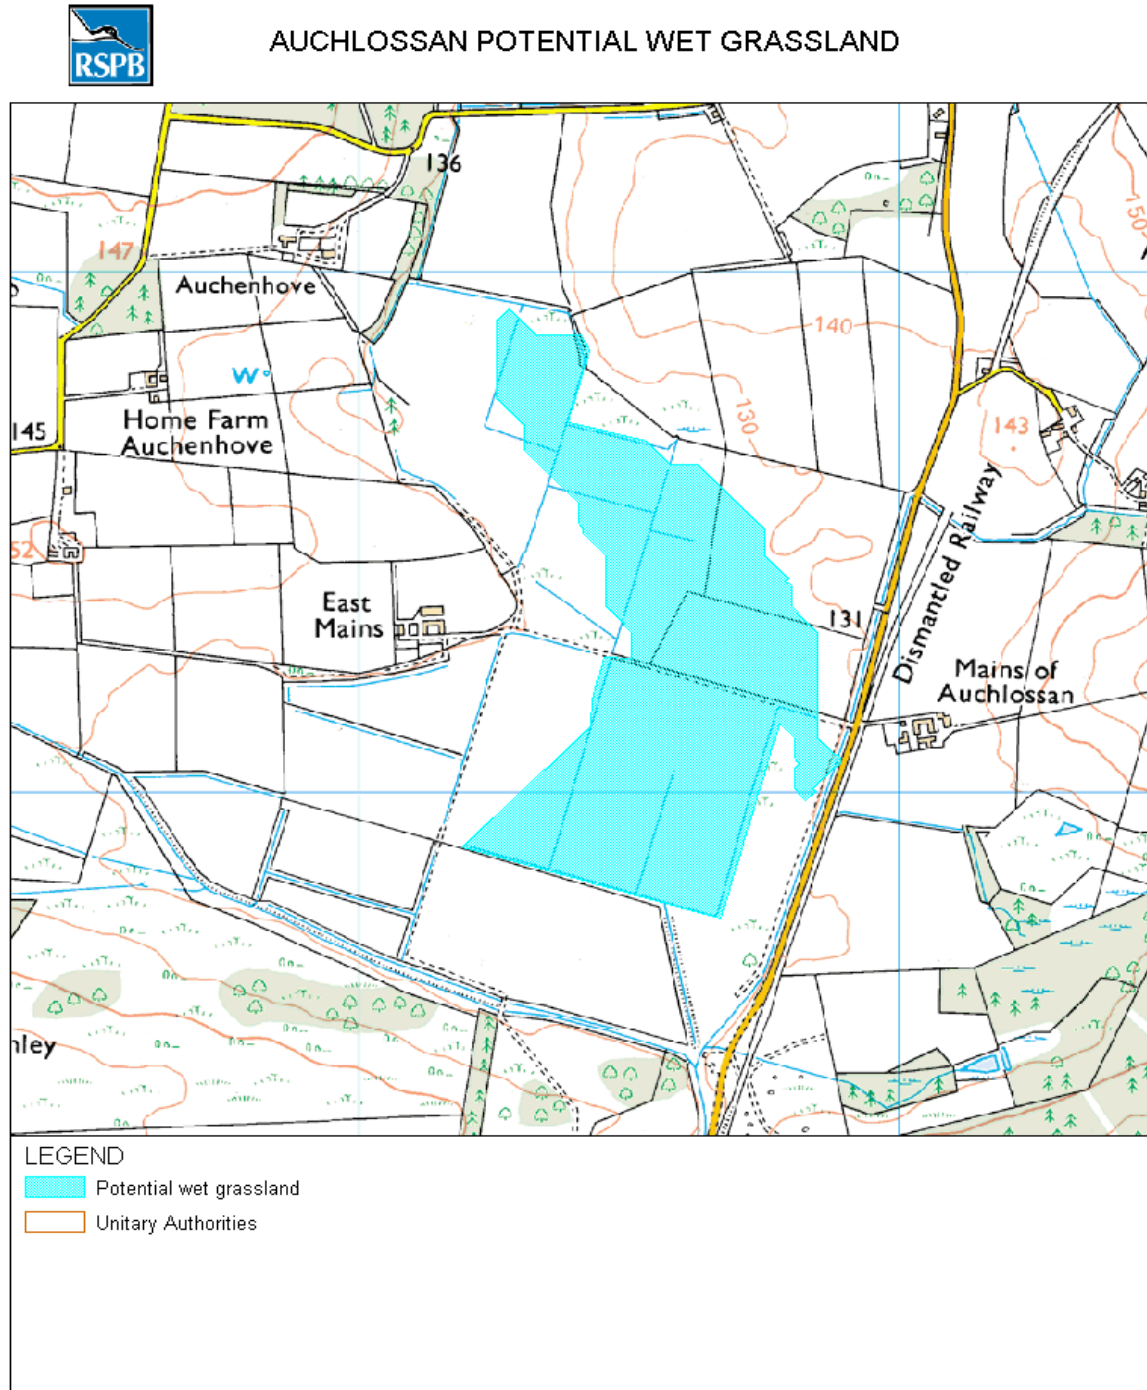 RSPB
AUCHLOSSAN POTENTIAL WET GRASSLAND
136
147
150
Auchenhove
140
W
130
Home Farm
Auchenhove
145
143
52
East
Mains
131
Dismantled Railway
Mains of
Auchlossan
nley
LEGEND
Potential wet grassland
Unitary Authorities